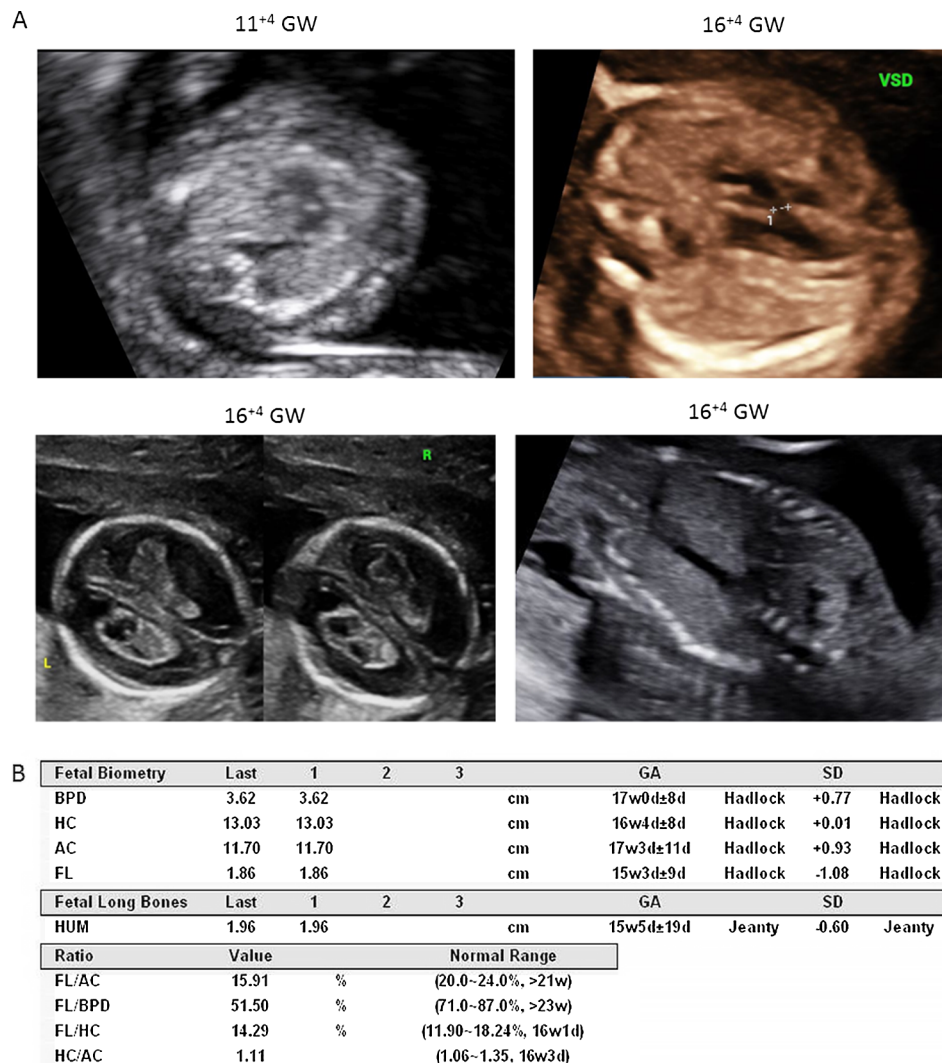 A
11+4 GW
16+4 GW
VSD
1
16+4 GW
16+4 GW
R
L
B
Fetal Biometry Last 1 2 3 GA SD
BPD 3.62 3.62 cm 17w0d±8d Hadlock +0.77 Hadlock
HC 13.03 13.03 cm 16w4d±8d Hadlock +0.01 Hadlock
AC 11.70 11.70 cm 17w3d±11d Hadlock +0.93 Hadlock
FL 1.86 1.86 cm 15w3d±9d Hadlock -1.08 Hadlock
Fetal Long Bones Last 1 2 3 GA SD
HUM 1.96 1.96 cm 15w5d±19d Jeanty -0.60 Jeanty
Ratio Value Normal Range
FL/AC 15.91 % (20.0~24.0%, >21w)
FL/BPD 51.50 % (71.0~87.0%, >23w)
FL/HC 14.29 % (11.90~18.24%, 16w1d)
HC/AC 1.11 (1.06~1.35, 16w3d)